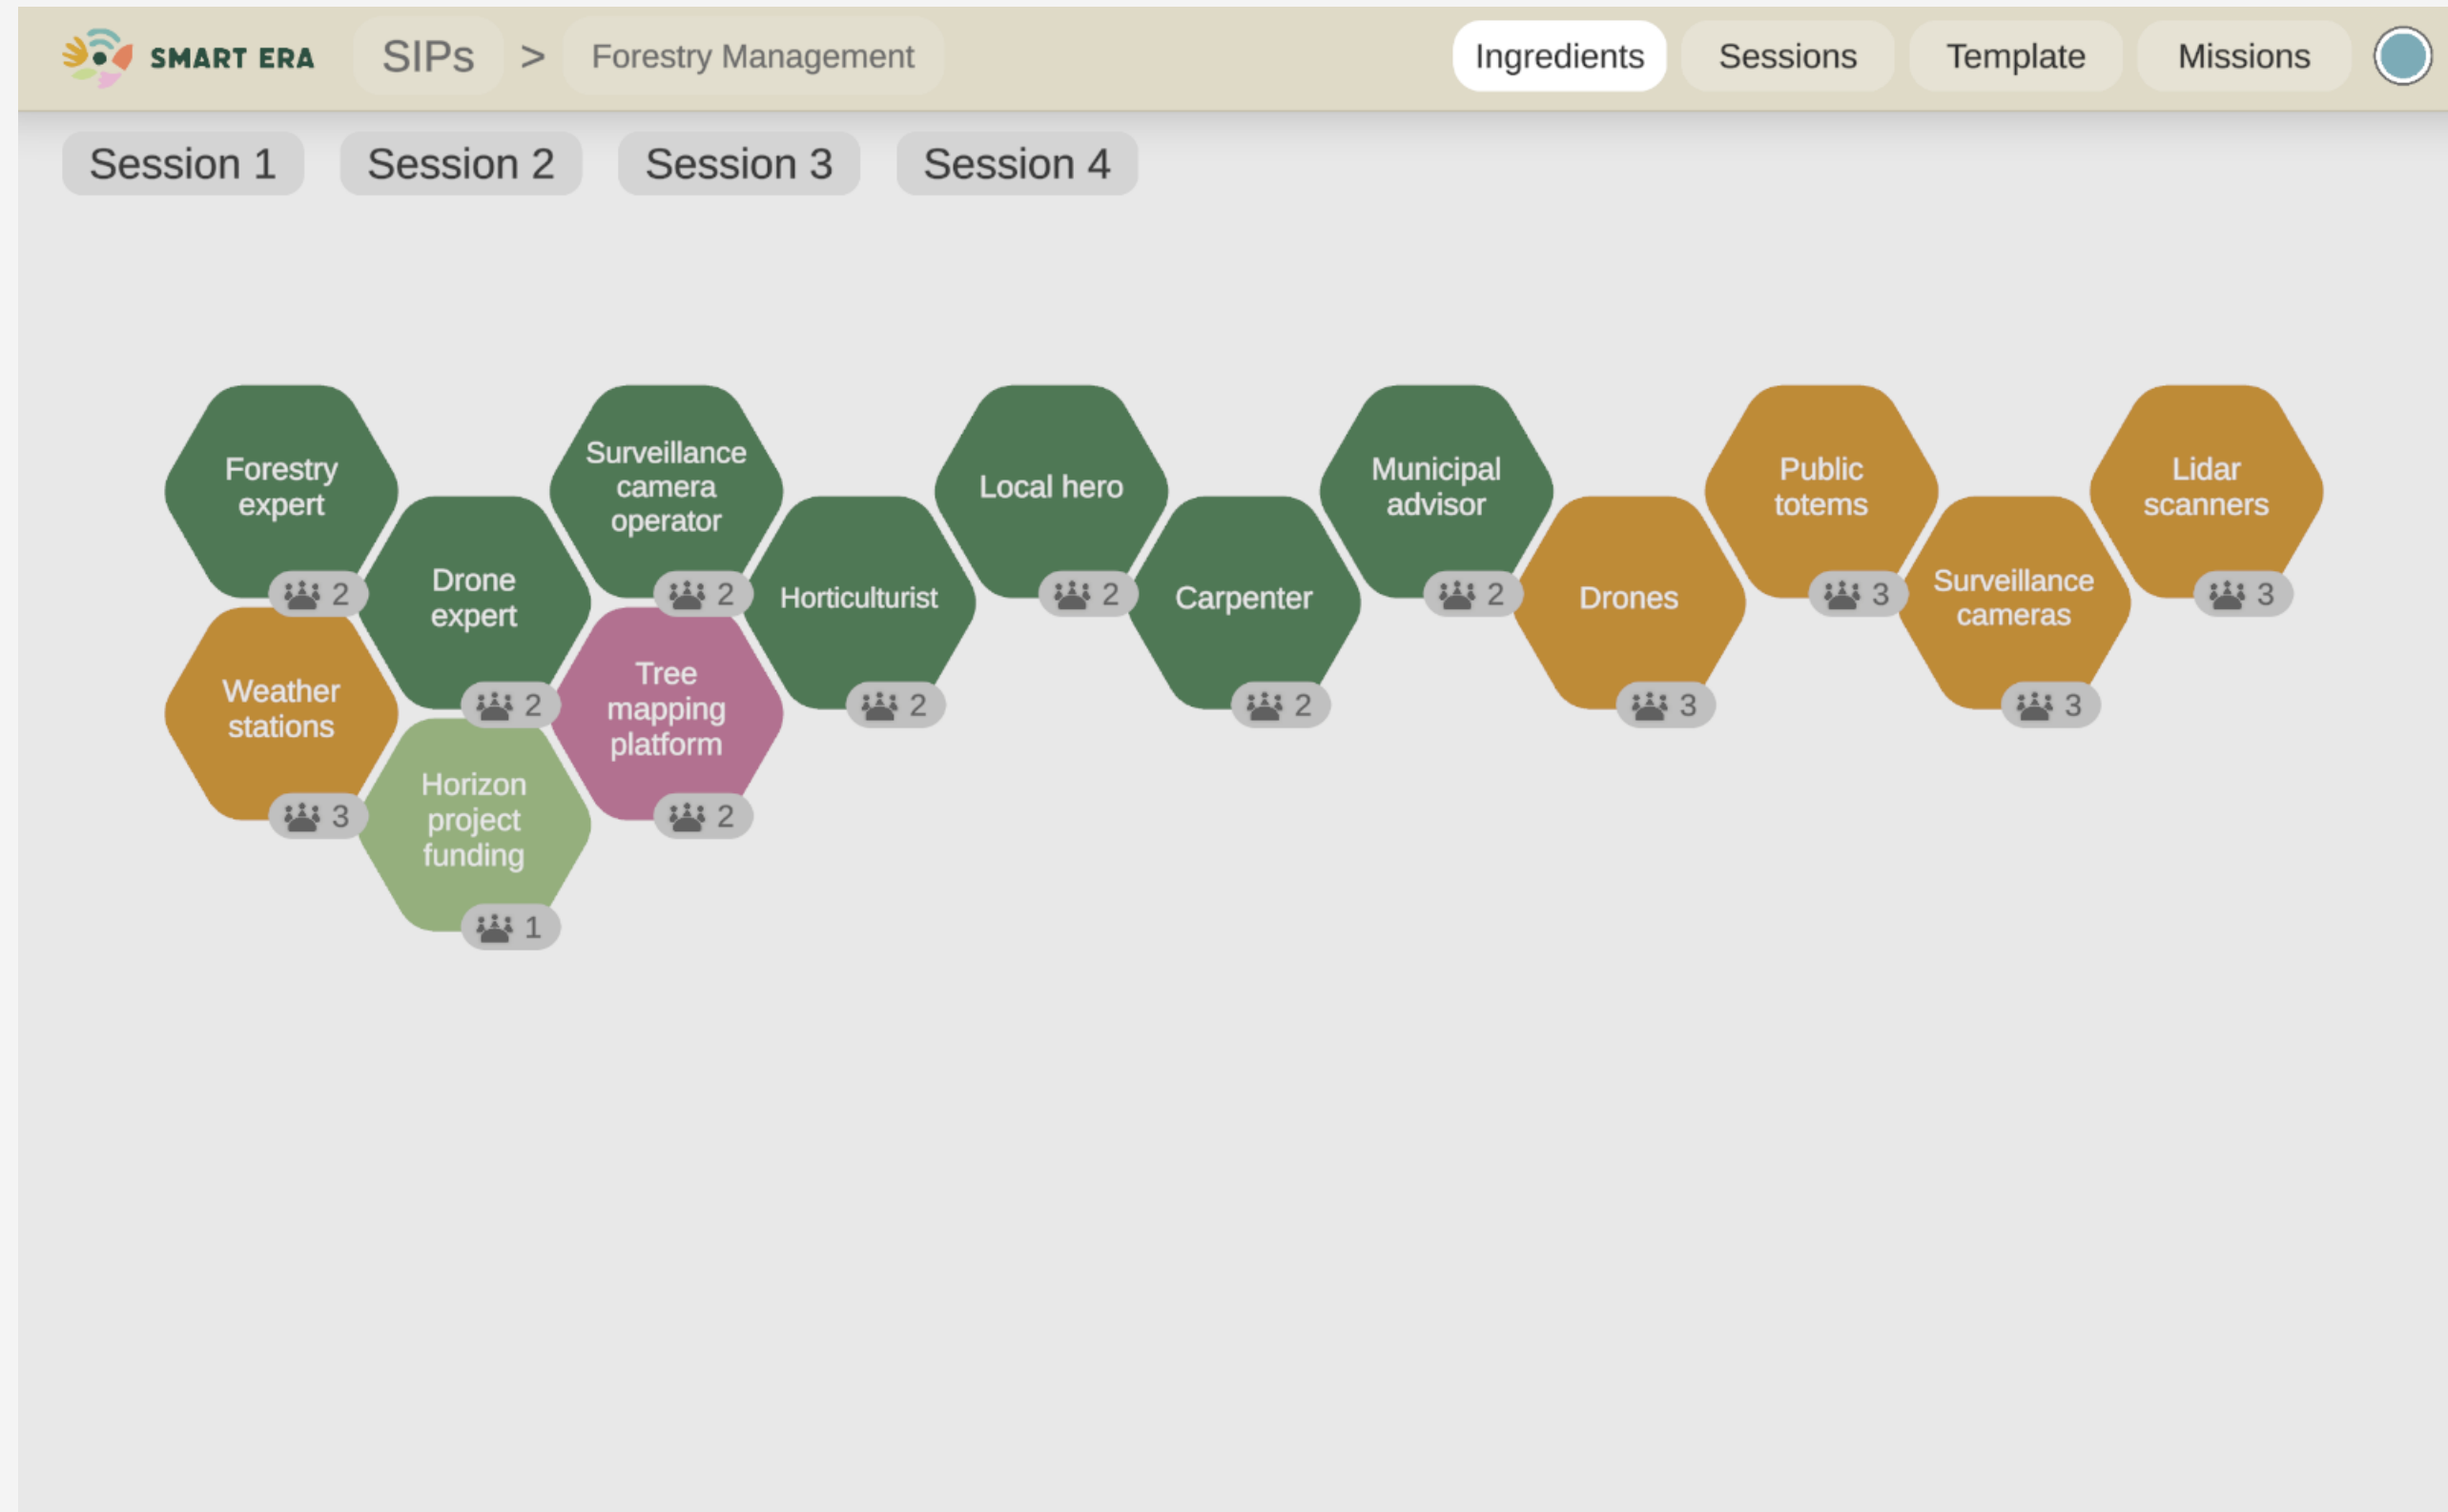 SMART ERA
SIPs > Forestry Management
Ingredients
Sessions
Template
Missions
Session 1
Session 2
Session 3
Session 4
Forestry
expert
2
Drone
expert
2
Surveillance
camera
operator
2
Horticulturist
2
Local hero
2
Carpenter
2
Municipal
advisor
2
Drones
3
Public
totems
3
Surveillance
cameras
3
Lidar
scanners
3
Weather
stations
3
Horizon
project
funding
1
Tree
mapping
platform
2